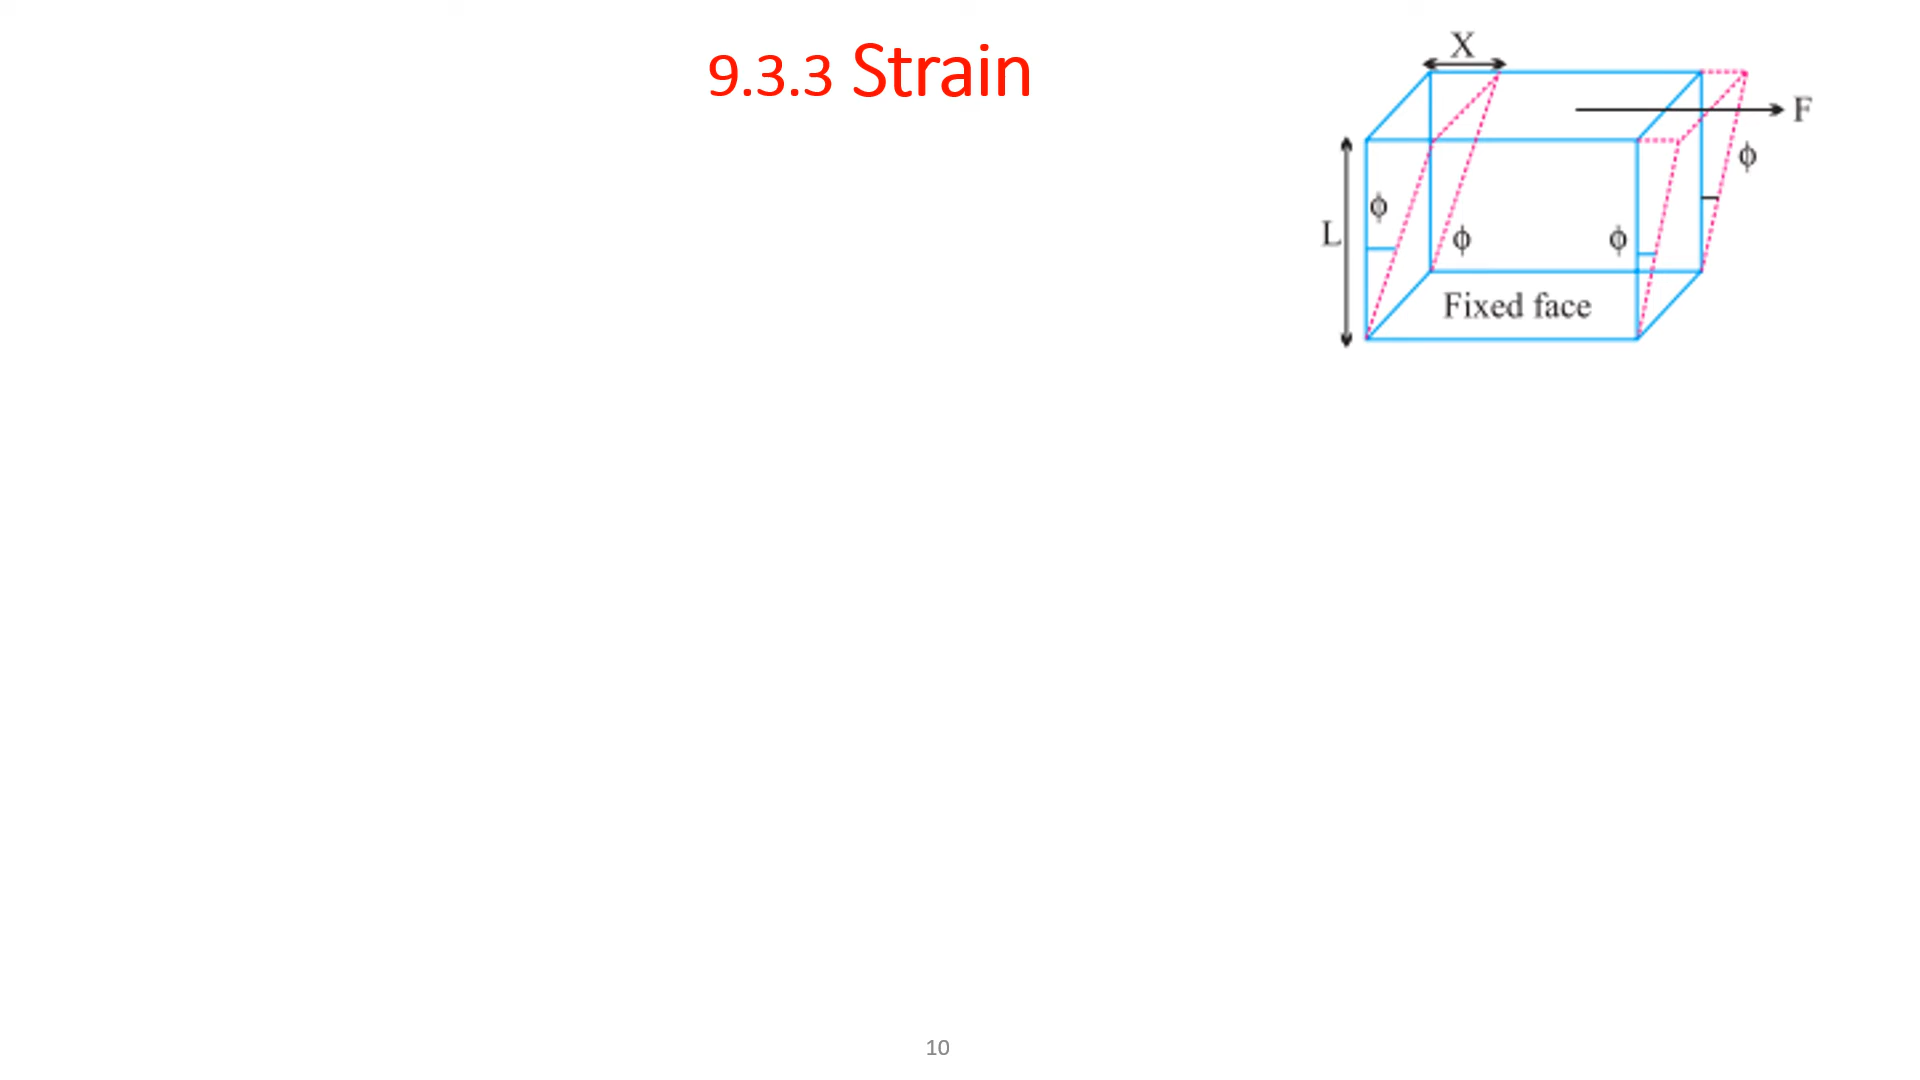 9.3.3 Strain
X
F
ϕ
ϕ
L
ϕ
ϕ
Fixed face
10